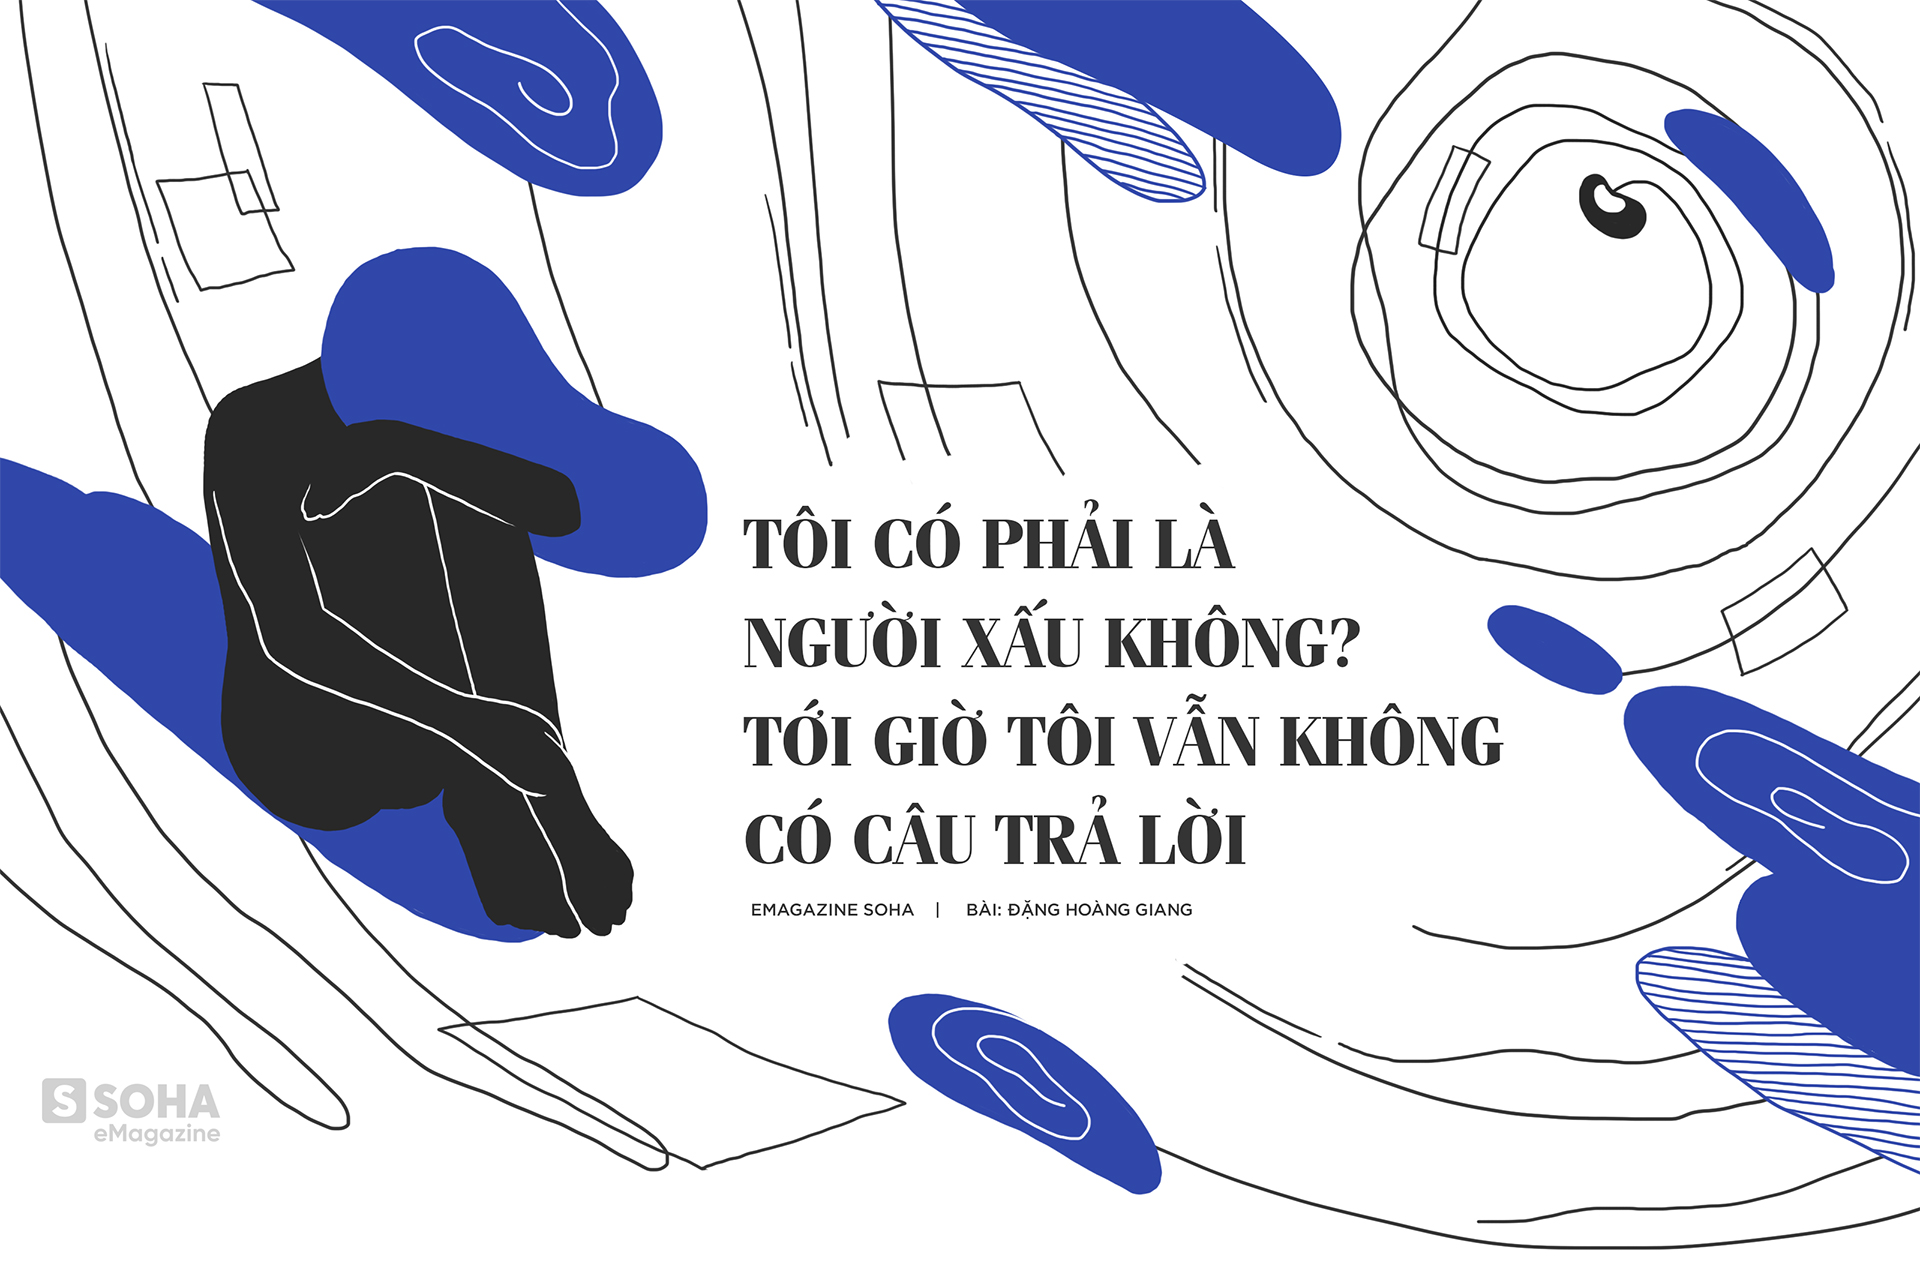 TÔI CÓ PHẢI LÀ
NGƯỜI XẤU KHÔNG?
TỚI GIỜ TÔI VẪN KHÔNG
CÓ CÂU TRẢ LỜI
EMAGAZINE SOHA | BÀI: ĐẶNG HOÀNG GIANG
S SOHA
eMagazine